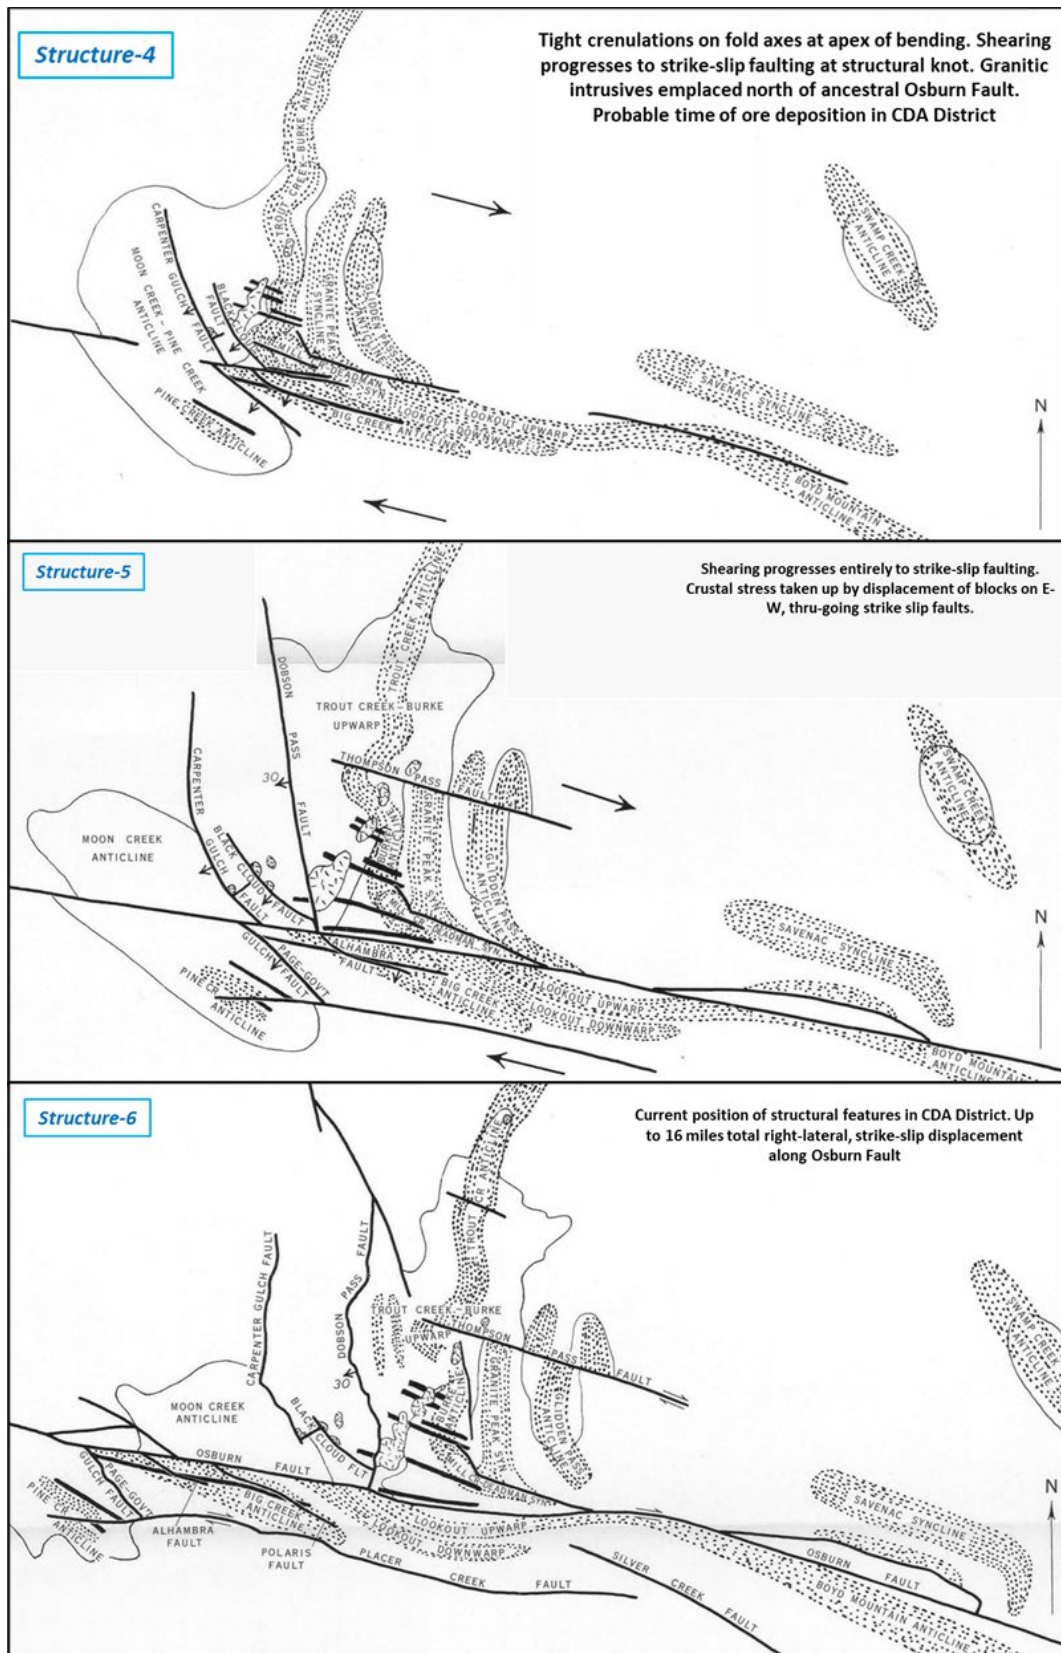 Structure-4
Tight crenulations on fold axes at apex of bending. Shearing
progresses to strike-slip faulting at structural knot. Granitic
intrusives emplaced north of ancestral Osburn Fault.
Probable time of ore deposition in CDA District
TROUT CREEK-BURKE ANTICLINE
CARPENTER GULCH FAULT
MOON CREEK - PINE CREEK
ANTICLINE
FAULT
GRANITE PEAK
SYNCLINE
GLIDDEN PASS
ANTICLINE
SWAMP CREEK
ANTICLINE
DEADMAN
SYN
LOOKOUT UPWARP
LOOKOUT DOWNWARP
BIG CREEK ANTICLINE
PINE CREEK ANTICLINE
SAVENAC SYNCLINE
BOYD MOUNTAIN
ANTICLINE
N
Structure-5
Shearing progresses entirely to strike-slip faulting.
Crustal stress taken up by displacement of blocks on E-
W, thru-going strike slip faults.
TROUT CREEK ANTICLINE
DOBSON PASS FAULT
TROUT CREEK-BURKE
UPWARP
THOMPSON PASS FAULT
30
CARPENTER
GULCH FAULT
BLACK CLOUD FAULT
MOON CREEK
ANTICLINE
GRANITE PEAK SYN
GLIDDEN PASS
ANTICLINE
SWAMP CREEK
ANTICLINE
DEADMAN SYN.
ALHAMBRA
FAULT
PAGE-GOV'T
GULCH FAULT
PINE CR.
ANTICLINE
BIG CREEK
ANTICLINE
LOOKOUT UPWARP
LOOKOUT DOWNWARP
SAVENAC SYNCLINE
BOYD MOUNTAIN
ANTICLINE
N
Structure-6
Current position of structural features in CDA District. Up
to 16 miles total right-lateral, strike-slip displacement
along Osburn Fault
TROUT CR ANTICLINE
CARPENTER GULCH FAULT
DOBSON PASS FAULT
30
TROUT CREEK-BURKE
UPWARP
THOMPSON PASS FAULT
SWAMP CREEK
ANTICLINE
MOON CREEK
ANTICLINE
BLACK CLOUD FLT
BURKE
ANTICLINE
GRANITE PEAK SYN
GLIDDEN PASS
ANTICLINE
OSBURN FAULT
DEADMAN SYN
PAGE-GOV'T
GULCH FAULT
PINE CR
ANTICLINE
BIG CREEK
ANTICLINE
LOOKOUT UPWARP
DOWNWARP
ALHAMBRA
FAULT
POLARIS
FAULT
PLACER CREEK FAULT
SILVER CREEK FAULT
OSBURN FAULT
SAVENAC SYNCLINE
BOYD MOUNTAIN ANTICLINE
N